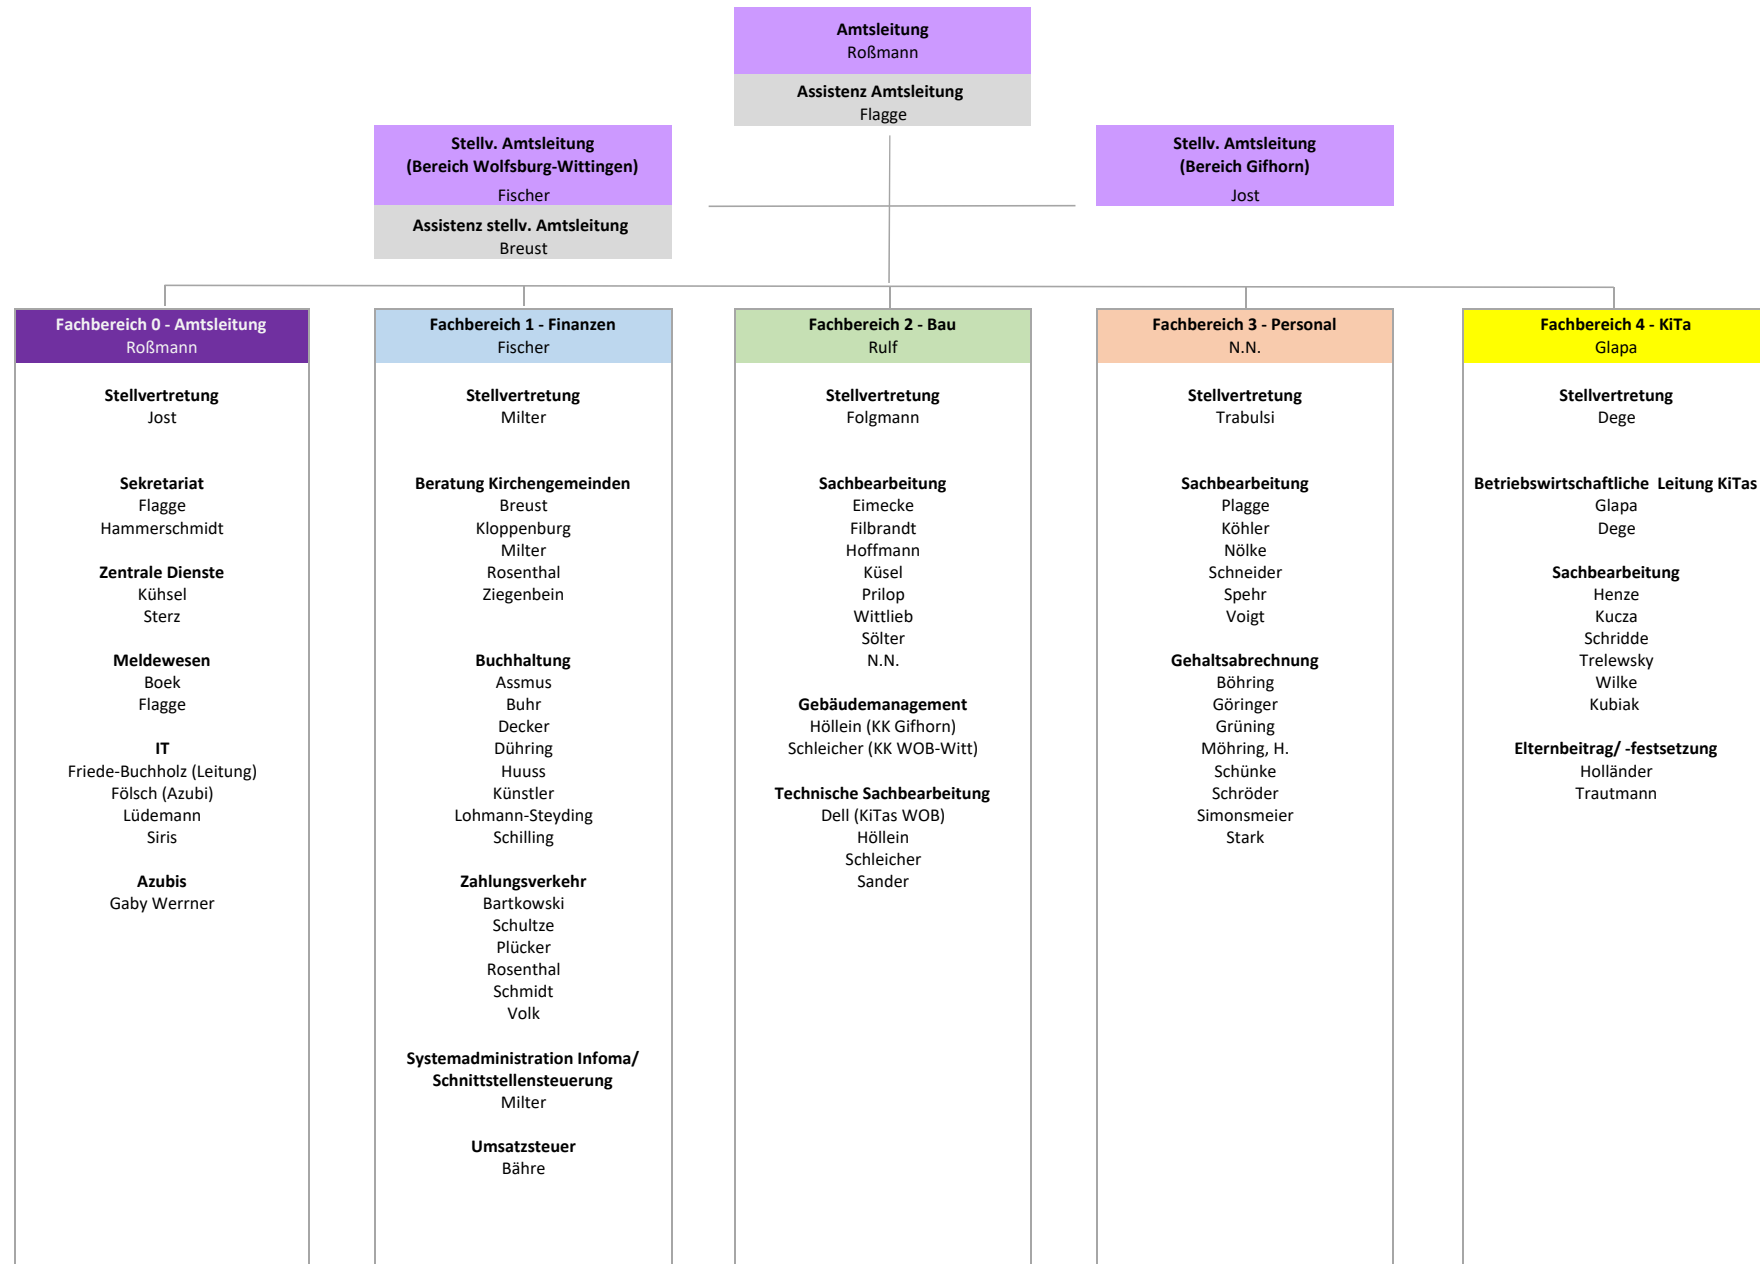 Amtsleitung
Roßmann
Assistenz Amtsleitung
Flagge
Stellv. Amtsleitung
(Bereich Wolfsburg-Wittingen)
Fischer
Assistenz stellv. Amtsleitung
Breust
Stellv. Amtsleitung
(Bereich Gifhorn)
Jost
Fachbereich 0 - Amtsleitung
Roßmann
Stellvertretung
Jost
Sekretariat
Flagge
Hammerschmidt
Zentrale Dienste
Kühsel
Sterz
Meldewesen
Boek
Flagge
IT
Friede-Buchholz (Leitung)
Fölsch (Azubi)
Lüdemann
Siris
Azubis
Gaby Werrner
Fachbereich 1 - Finanzen
Fischer
Stellvertretung
Milter
Beratung Kirchengemeinden
Breust
Kloppenburg
Milter
Rosenthal
Ziegenbein
Buchhaltung
Assmus
Buhr
Decker
Dühring
Huuss
Künstler
Lohmann-Steyding
Schilling
Zahlungsverkehr
Bartkowski
Schultze
Plücker
Rosenthal
Schmidt
Volk
Systemadministration Infoma/
Schnittstellensteuerung
Milter
Umsatzsteuer
Bähre
Fachbereich 2 - Bau
Rulf
Stellvertretung
Folgmann
Sachbearbeitung
Eimecke
Filbrandt
Hoffmann
Küsel
Prilop
Wittlieb
Sölter
N.N.
Gebäudemanagement
Höllein (KK Gifhorn)
Schleicher (KK WOB-Witt)
Technische Sachbearbeitung
Dell (KiTas WOB)
Höllein
Schleicher
Sander
Fachbereich 3 - Personal
N.N.
Stellvertretung
Trabulsi
Sachbearbeitung
Plagge
Köhler
Nölke
Schneider
Spehr
Voigt
Gehaltsabrechnung
Böhring
Göringer
Grüning
Möhring, H.
Schünke
Schröder
Simonsmeier
Stark
Fachbereich 4 - KiTa
Glapa
Stellvertretung
Dege
Betriebswirtschaftliche Leitung KiTas
Glapa
Dege
Sachbearbeitung
Henze
Kucza
Schridde
Trelewsky
Wilke
Kubiak
Elternbeitrag/ -festsetzung
Holländer
Trautmann